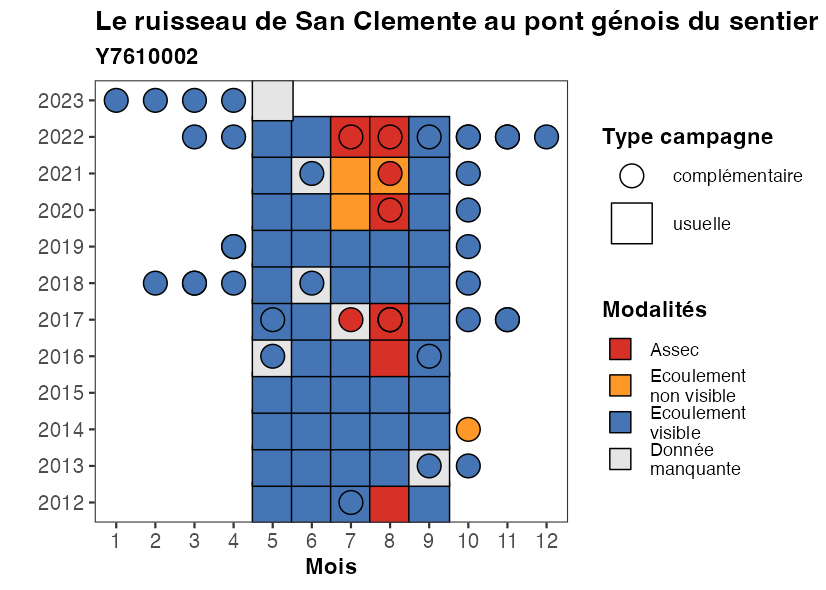 Le ruisseau de San Clemente au pont génois du sentier
Y7610002
2023
2022
2021
2020
2019
2018
2017
2016
2015
2014
2013
2012
1 2 3 4 5 6 7 8 9 10 11 12
Mois
Type campagne
complémentaire
usuelle
Modalités
Assec
Ecoulement
non visible
Ecoulement
visible
Donnée
manquante